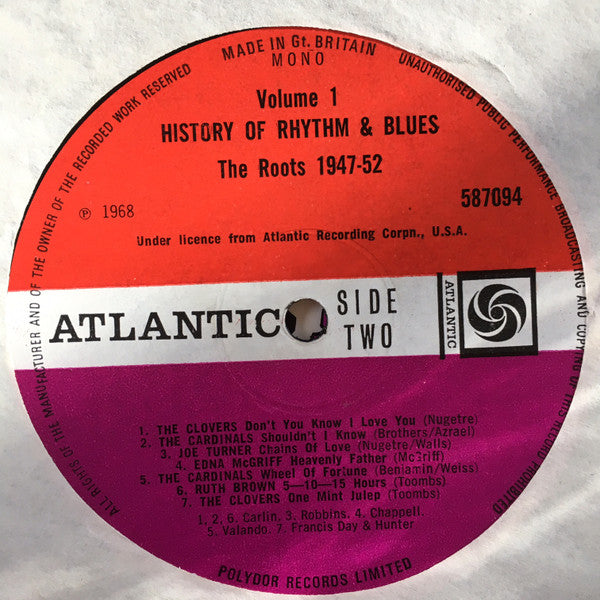 MADE IN Gt. BRITAIN
MONO
Volume 1
HISTORY OF RHYTHM & BLUES
The Roots 1947-52
℗ 1968
587094
Under licence from Atlantic Recording Corpn., U.S.A.
ATLANTIC
SIDE
TWO
ATLANTIC
1. THE CLOVERS Don't You Know I Love You (Nugetre)
2. THE CARDINALS Shouldn't I Know (Brothers/Azrael)
3. JOE TURNER Chains Of Love (Nugetre/Walls)
4. EDNA McGRIFF Heavenly Father (McGriff)
5. THE CARDINALS Wheel Of Fortune (Benjamin/Weiss)
6. RUTH BROWN 5—10—15 Hours (Toombs)
7. THE CLOVERS One Mint Julep (Toombs)
1, 2, 6. Carlin. 3. Robbins. 4. Chappell.
5. Valando. 7. Francis Day & Hunter
POLYDOR RECORDS LIMITED
ALL RIGHTS OF THE MANUFACTURER AND OF THE OWNER OF THE RECORDED WORK RESERVED
UNAUTHORISED PUBLIC PERFORMANCE BROADCASTING AND COPYING OF THIS RECORD PROHIBITED